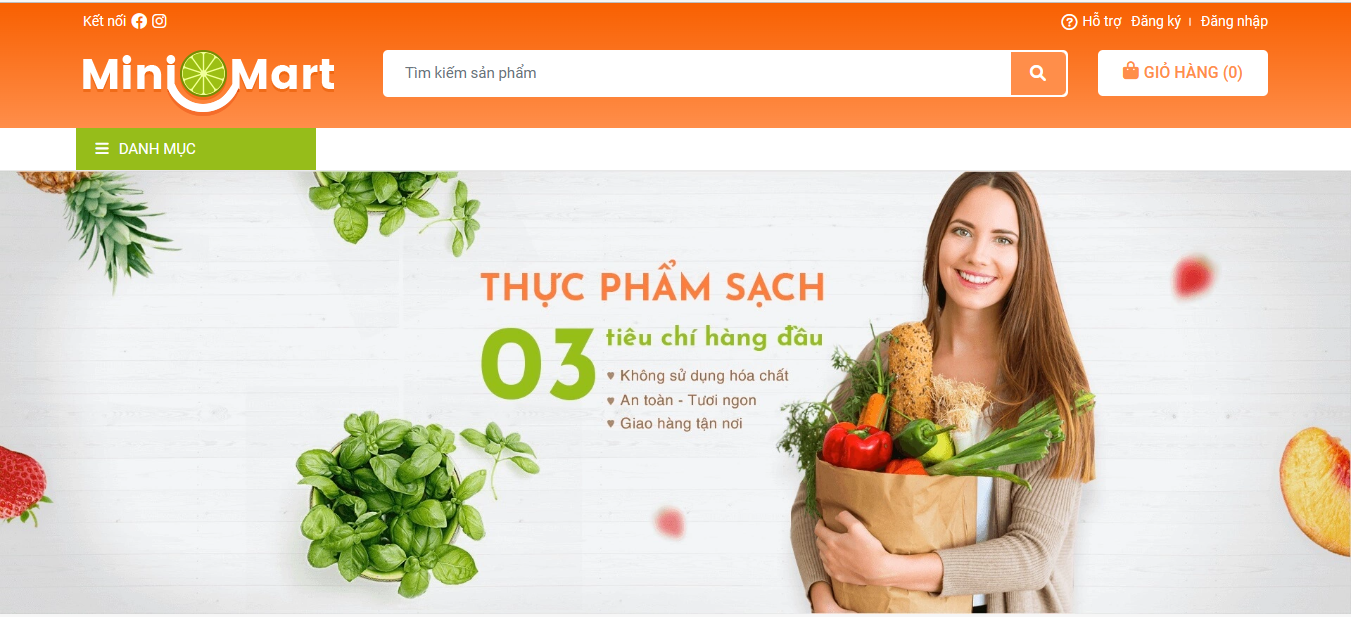 Kết nối
Hỗ trợ Đăng ký Đăng nhập
Mini Mart
Tìm kiếm sản phẩm
GIỎ HÀNG (0)
DANH MỤC
THỰC PHẨM SẠCH
03 tiêu chí hàng đầu
Không sử dụng hóa chất
An toàn - Tươi ngon
Giao hàng tận nơi